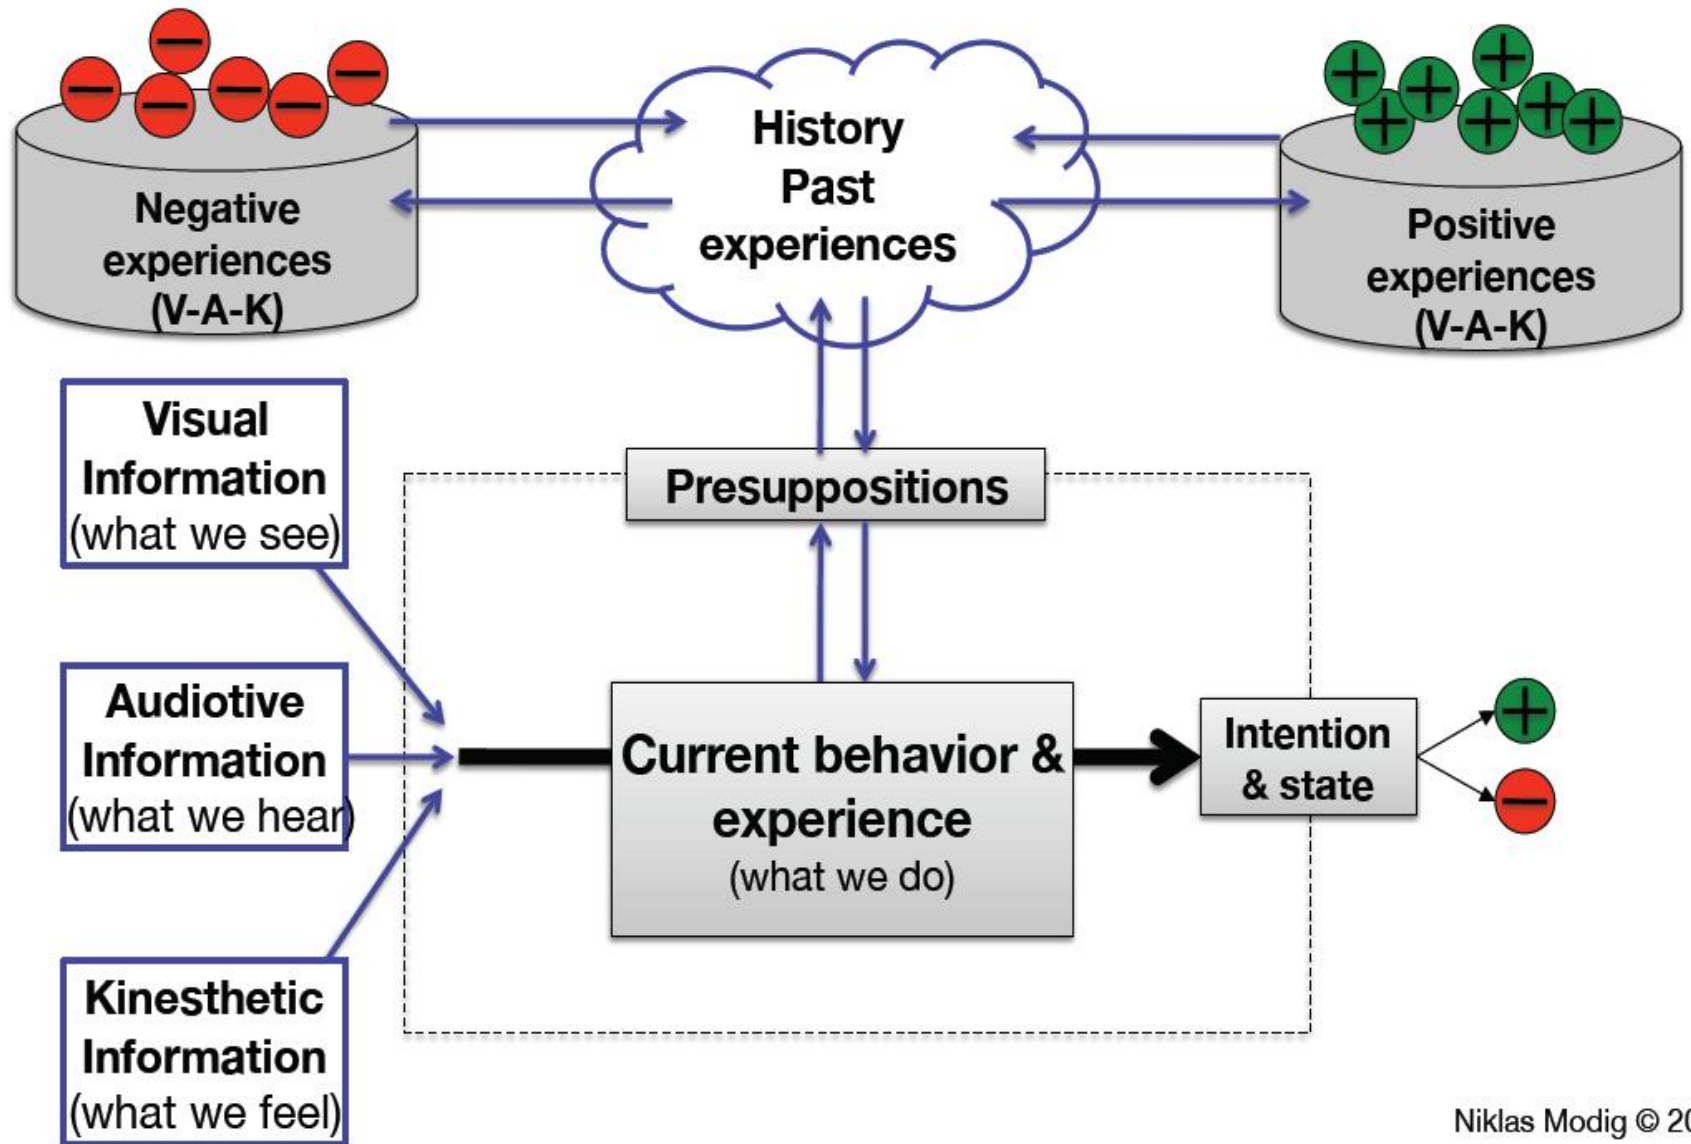 Negative
experiences
(V-A-K)
History
Past
experiences
Positive
experiences
(V-A-K)
Visual
Information
(what we see)
Presuppositions
Audiotive
Information
(what we hear)
Current behavior &
experience
(what we do)
Intention
& state
Kinesthetic
Information
(what we feel)
Niklas Modig ©